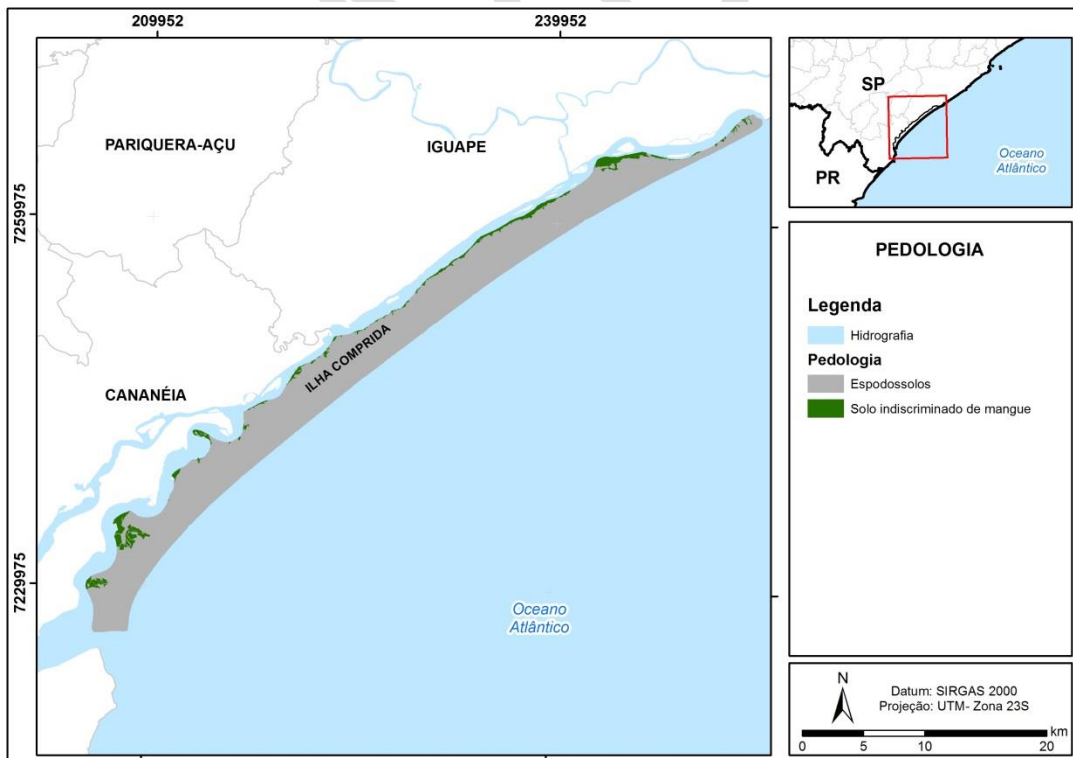 209952
239952
PARIQUERA-AÇU
IGUAPE
7259975
ILHA COMPRIDA
CANANÉIA
7229975
Oceano
Atlântico
SP
PR
Oceano
Atlântico
PEDOLOGIA
Legenda
Hidrografia
Pedologia
Espodossolos
Solo indiscriminado de mangue
N
Datum: SIRGAS 2000
Projeção: UTM- Zona 23S
km
0 5 10 20